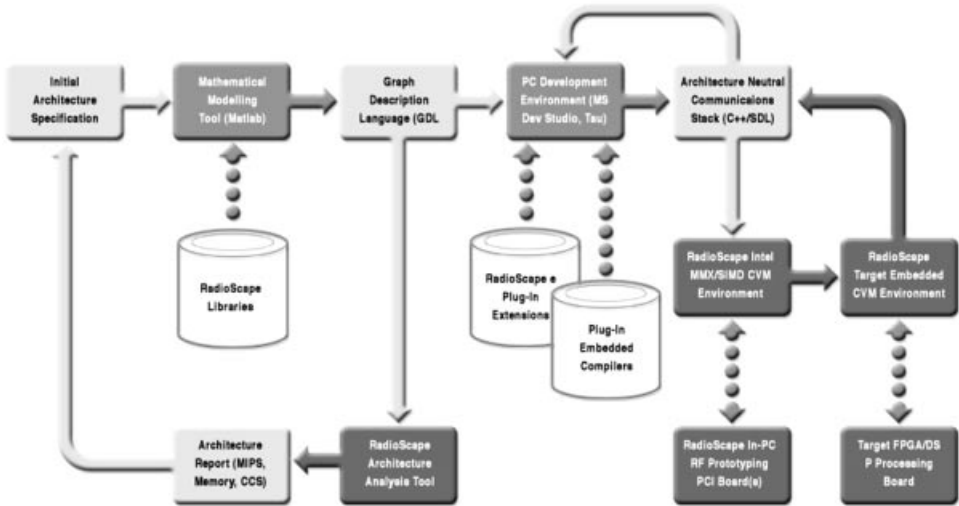 Initial
Architecture
Specification
Mathematical
Modelling
Tool (Matlab)
Graph
Description
Language (GDL
PC Development
Environment (MS
Dev Studio, Tau)
Architecture Neutral
Communicaions
Stack (C++/SDL)
RadioScape
Libraries
RadioScape e
Plug-In
Extensions
Plug-In
Embedded
Compilers
RadioScape Intel
MMX/SIMD CVM
Environment
RadioScape
Target Embedded
CVM Environment
Architecture
Report (MIPS,
Memory, CCS)
RadioScape
Architecture
Analysis Tool
RadioScape In-PC
RF Prototyping
PCI Board(s)
Target FPGA/DS
P Processing
Board